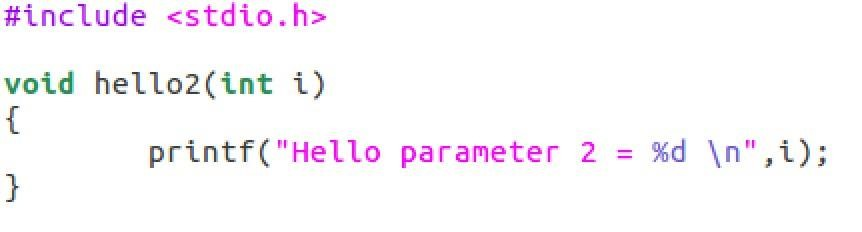 #include <stdio.h>
void hello2(int i)
{
        printf("Hello parameter 2 = %d \n",i);
}